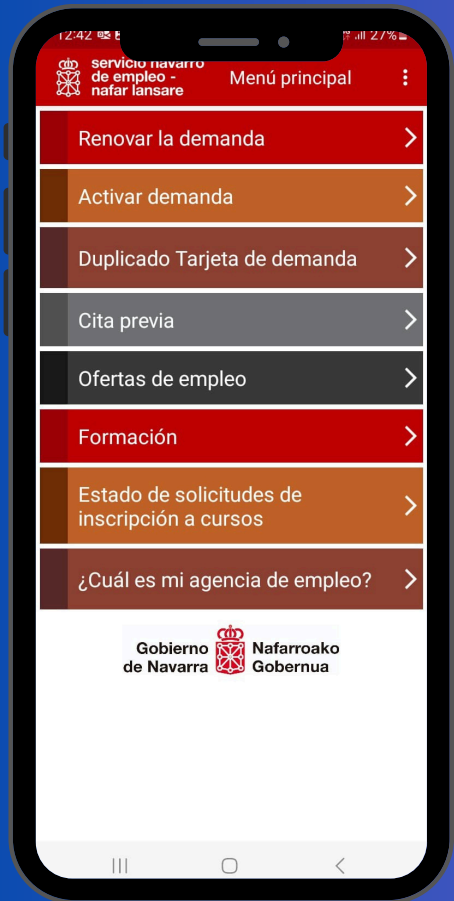 12:42
27%
servicio navarro
de empleo -
nafar lansare
Menú principal
Renovar la demanda
Activar demanda
Duplicado Tarjeta de demanda
Cita previa
Ofertas de empleo
Formación
Estado de solicitudes de
inscripción a cursos
¿Cuál es mi agencia de empleo?
Gobierno
de Navarra
Nafarroako
Gobernua